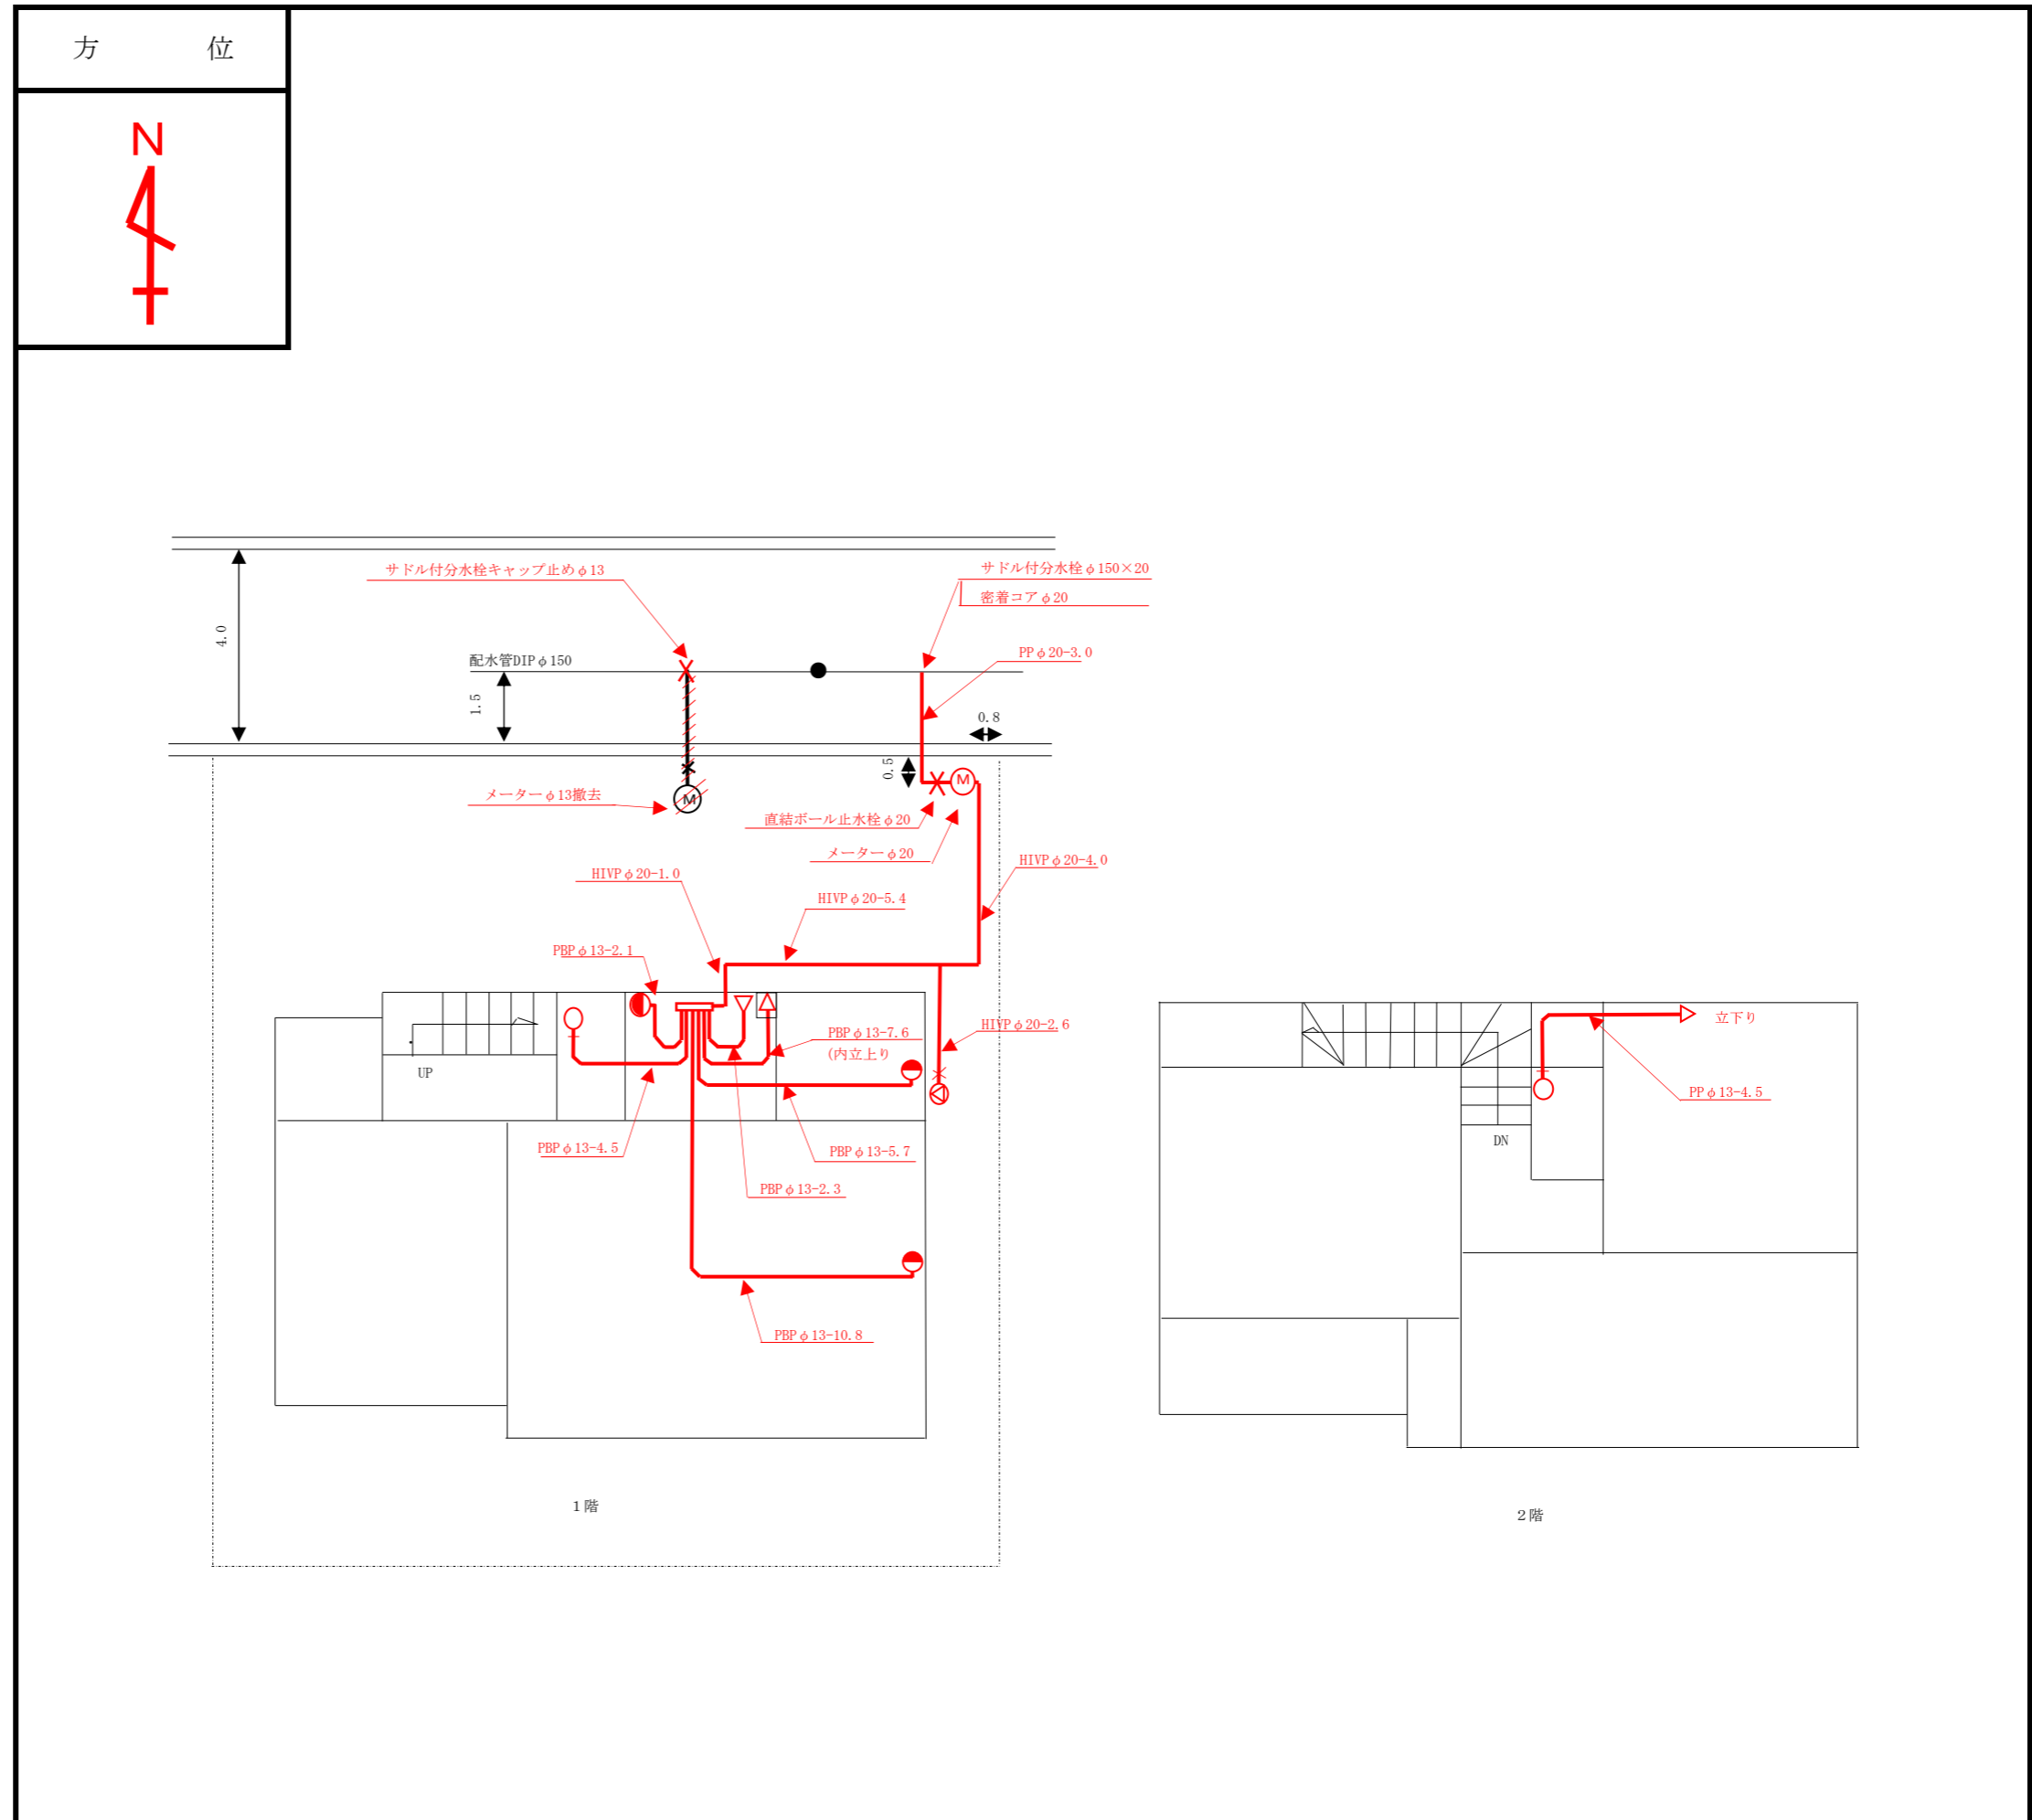 方 位
N
サドル付分水栓キャップ止めφ13
サドル付分水栓φ150×20
密着コアφ20
4.0
配水管DIPφ150
PPφ20-3.0
1.5
0.8
0.5
M
メーターφ13撤去
M
直結ボール止水栓φ20
メーターφ20
HIVPφ20-4.0
HIVPφ20-1.0
HIVPφ20-5.4
PBPφ13-2.1
HIVPφ20-2.6
PBPφ13-7.6
(内立上り
UP
PBPφ13-4.5
PBPφ13-5.7
PBPφ13-2.3
PBPφ13-10.8
1階
立下り
PPφ13-4.5
DN
2階